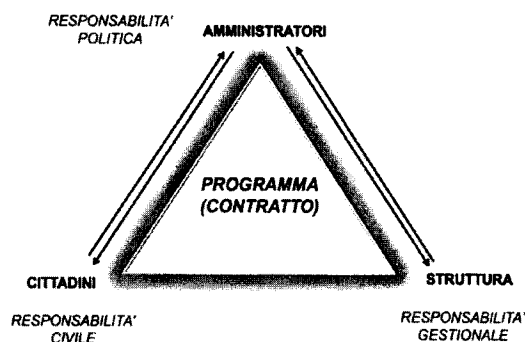 RESPONSABILITA'
POLITICA
AMMINISTRATORI
PROGRAMMA
(CONTRATTO)
CITTADINI
STRUTTURA
RESPONSABILITA'
CIVILE
RESPONSABILITA'
GESTIONALE